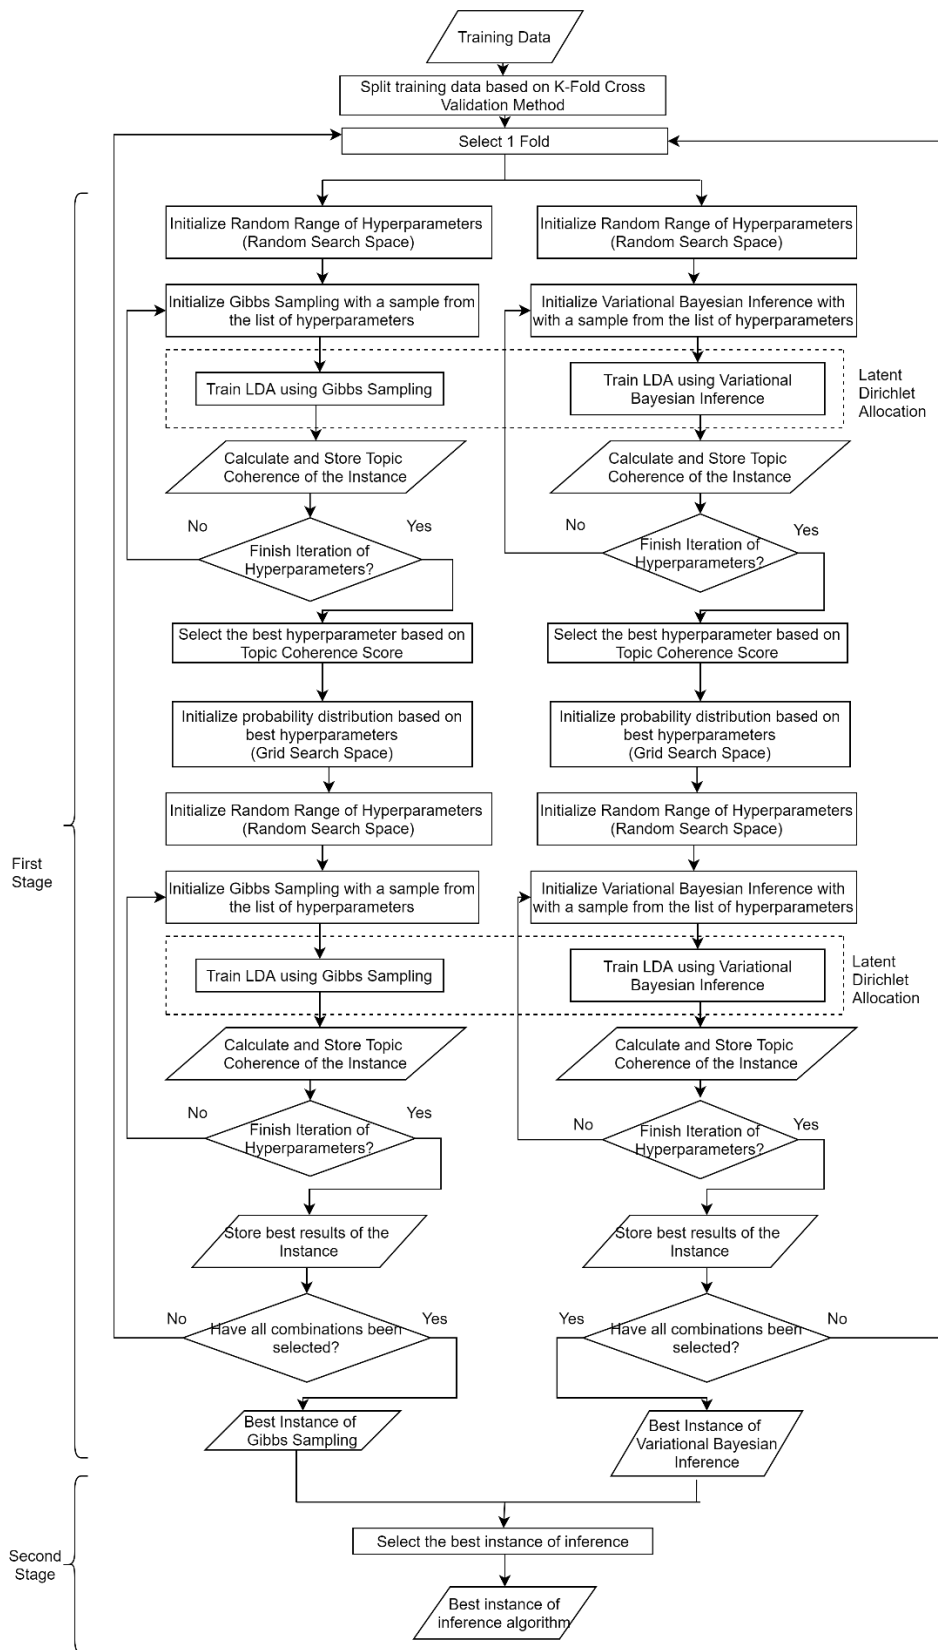 Training Data
Split training data based on K-Fold Cross
Validation Method
Select 1 Fold
Initialize Random Range of Hyperparameters
(Random Search Space)
Initialize Random Range of Hyperparameters
(Random Search Space)
Initialize Gibbs Sampling with a sample from
the list of hyperparameters
Initialize Variational Bayesian Inference with
with a sample from the list of hyperparameters
Train LDA using Gibbs Sampling
Train LDA using Variational
Bayesian Inference
Latent
Dirichlet
Allocation
Calculate and Store Topic
Coherence of the Instance
Calculate and Store Topic
Coherence of the Instance
No
Yes
Finish Iteration of
Hyperparameters?
No
Yes
Finish Iteration of
Hyperparameters?
Select the best hyperparameter based on
Topic Coherence Score
Select the best hyperparameter based on
Topic Coherence Score
Initialize probability distribution based on
best hyperparameters
(Grid Search Space)
Initialize probability distribution based on
best hyperparameters
(Grid Search Space)
Initialize Random Range of Hyperparameters
(Random Search Space)
Initialize Random Range of Hyperparameters
(Random Search Space)
First
Stage
Initialize Gibbs Sampling with a sample from
the list of hyperparameters
Initialize Variational Bayesian Inference with
with a sample from the list of hyperparameters
Train LDA using Gibbs Sampling
Train LDA using Variational
Bayesian Inference
Latent
Dirichlet
Allocation
Calculate and Store Topic
Coherence of the Instance
Calculate and Store Topic
Coherence of the Instance
No
Yes
Finish Iteration of
Hyperparameters?
No
Yes
Finish Iteration of
Hyperparameters?
Store best results of the
Instance
Store best results of the
Instance
No
Yes
Have all combinations been
selected?
Yes
No
Have all combinations been
selected?
Best Instance of
Gibbs Sampling
Best Instance of
Variational Bayesian
Inference
Second
Stage
Select the best instance of inference
Best instance of
inference algorithm